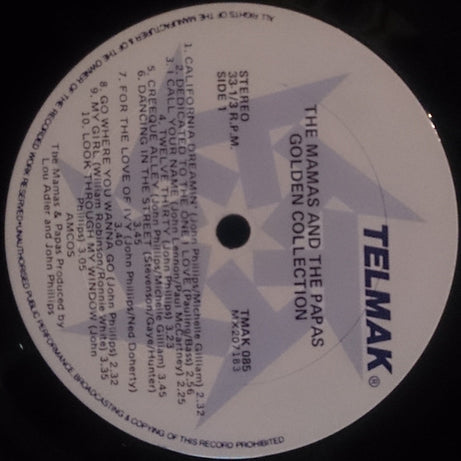 TELMAK ®
THE MAMAS AND THE PAPAS
GOLDEN COLLECTION
STEREO
33 1/3 R.P.M.
SIDE 1
TMAK 085
MX207183
1. CALIFORNIA DREAMIN' (John Phillips/Michelle Gilliam) 2.32
2. DEDICATED TO THE ONE I LOVE (Pauling/Bass) 2.56
3. I CALL YOUR NAME (John Lennon/Paul McCartney) 2.25
4. TWELVE THIRTY (John Phillips) 3.23
5. CREEQUE ALLEY (John Phillips/Michelle Gilliam) 3.45
6. DANCING IN THE STREET (Stevenson/Gaye/Hunter)
3.45
7. FOR THE LOVE OF IVY (John Phillips/Ned Doherty)
3.40
8. GO WHERE YOU WANNA GO (John Phillips) 2.32
9. MY GIRL (William Robinson/Ronnie White) 3.35
10. LOOK THROUGH MY WINDOW (John
Phillips) 3.05
The Mamas & Papas Produced by
Lou Adler and John Phillips
ALL RIGHTS OF THE MANUFACTURER & OF THE OWNER OF THE RECORDED WORK RESERVED•UNAUTHORISED PUBLIC PERFORMANCE, BROADCASTING & COPYING OF THIS RECORD PROHIBITED